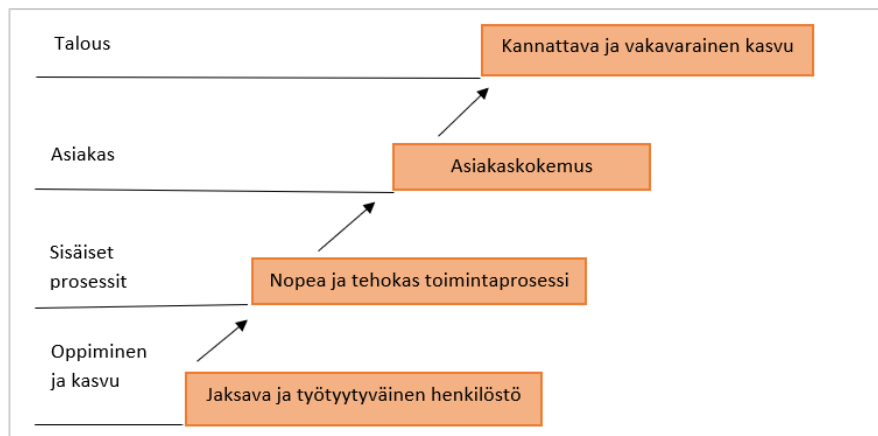 Talous
Kannattava ja vakavarainen kasvu
Asiakas
Asiakaskokemus
Sisäiset
prosessit
Nopea ja tehokas toimintaprosessi
Oppiminen
ja kasvu
Jaksava ja työtyytyväinen henkilöstö